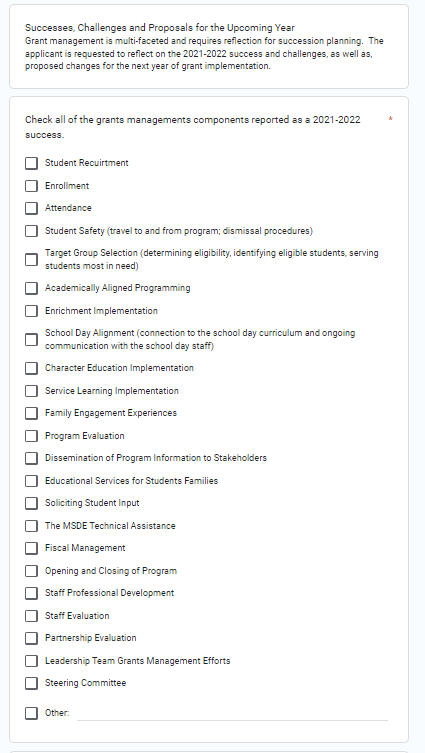 Successes, Challenges and Proposals for the Upcoming Year
Grant management is multi-faceted and requires reflection for succession planning. The
applicant is requested to reflect on the 2021-2022 success and challenges, as well as,
proposed changes for the next year of grant implementation.
Check all of the grants managements components reported as a 2021-2022 *
success.
Student Recuirtment
Enrollment
Attendance
Student Safety (travel to and from program; dismissal procedures)
Target Group Selection (determining eligibility, identifying eligible students, serving
students most in need)
Academically Aligned Programming
Enrichment Implementation
School Day Alignment (connection to the school day curriculum and ongoing
communication with the school day staff)
Character Education Implementation
Service Learning Implementation
Family Engagement Experiences
Program Evaluation
Dissemination of Program Information to Stakeholders
Educational Services for Students Families
Soliciting Student Input
The MSDE Technical Assistance
Fiscal Management
Opening and Closing of Program
Staff Professional Development
Staff Evaluation
Partnership Evaluation
Leadership Team Grants Management Efforts
Steering Committee
Other: